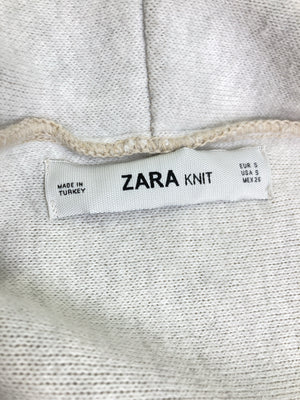 MADE IN
TURKEY
ZARA KNIT
EUR S
USA S
MEX 26